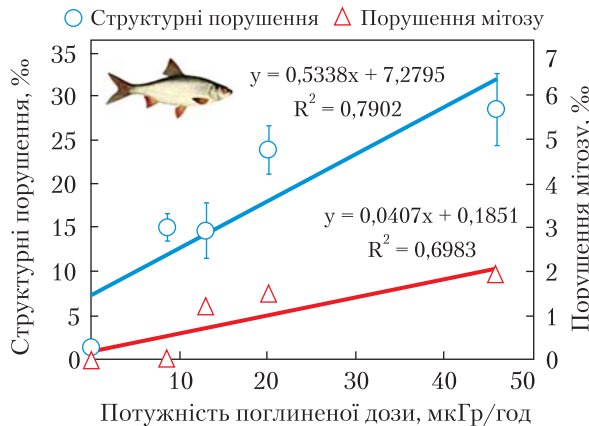 Структурні порушення Порушення мітозу
Структурні порушення, ‰
35
30
25
20
15
10
5
0
y = 0,5338x + 7,2795
R² = 0,7902
y = 0,0407x + 0,1851
R² = 0,6983
7
6
5
4
3
2
1
0
Порушення мітозу, ‰
10 20 30 40 50
Потужність поглиненої дози, мкГр/год